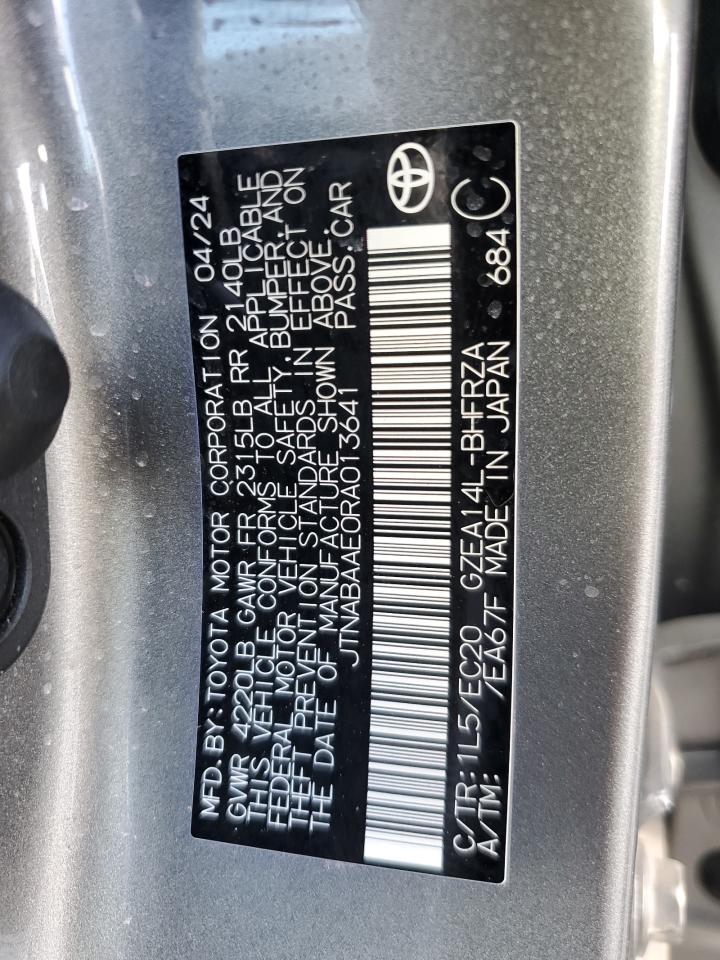 MFD.BY:TOYOTA MOTOR CORPORATION 04/24
GVWR 4220LB GAWR FR 2315LB RR 2140LB
THIS VEHICLE CONFORMS TO ALL APPLICABLE
FEDERAL MOTOR VEHICLE SAFETY,BUMPER,AND
THEFT PREVENTION STANDARDS IN EFFECT ON
THE DATE OF MANUFACTURE SHOWN ABOVE.
JTNABAAE0RA013641 PASS.CAR
C/TR:1L5/EC20 GZEA14L-BHFRZA
A/TM: /EA67F MADE IN JAPAN 684 C